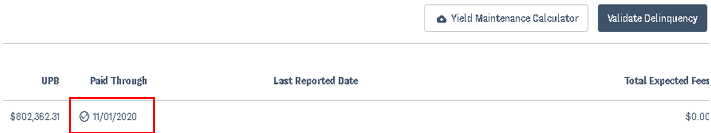 Yield Maintenance Calculator Validate Delinquency
UPB Paid Through Last Reported Date Total Expected Fees
$802,362.31 11/01/2020 $0.00